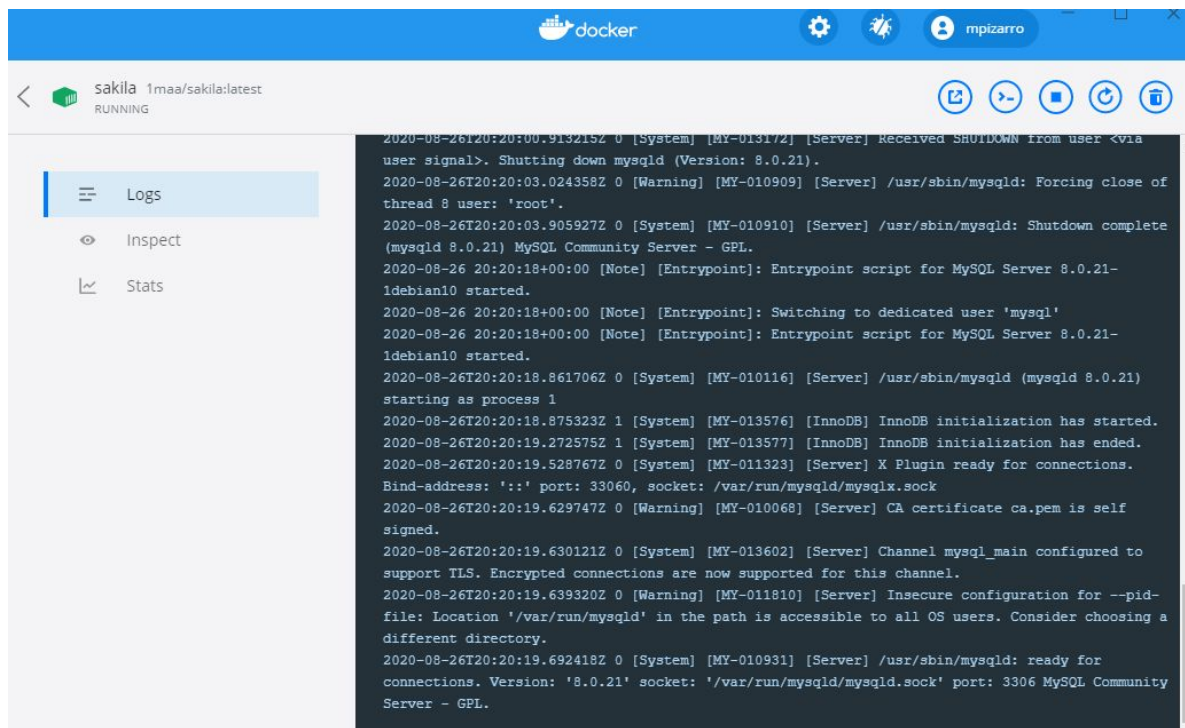 docker
mpizarro
sakila 1maa/sakila:latest
RUNNING
Logs
Inspect
Stats
2020-08-26T20:20:00.913215Z 0 [System] [MY-013172] [Server] Received SHUTDOWN from user <via
user signal>. Shutting down mysqld (Version: 8.0.21).
2020-08-26T20:20:03.024358Z 0 [Warning] [MY-010909] [Server] /usr/sbin/mysqld: Forcing close of
thread 8 user: 'root'.
2020-08-26T20:20:03.905927Z 0 [System] [MY-010910] [Server] /usr/sbin/mysqld: Shutdown complete
(mysqld 8.0.21) MySQL Community Server - GPL.
2020-08-26 20:20:18+00:00 [Note] [Entrypoint]: Entrypoint script for MySQL Server 8.0.21-
1debian10 started.
2020-08-26 20:20:18+00:00 [Note] [Entrypoint]: Switching to dedicated user 'mysql'
2020-08-26 20:20:18+00:00 [Note] [Entrypoint]: Entrypoint script for MySQL Server 8.0.21-
1debian10 started.
2020-08-26T20:20:18.861706Z 0 [System] [MY-010116] [Server] /usr/sbin/mysqld (mysqld 8.0.21)
starting as process 1
2020-08-26T20:20:18.875323Z 1 [System] [MY-013576] [InnoDB] InnoDB initialization has started.
2020-08-26T20:20:19.272575Z 1 [System] [MY-013577] [InnoDB] InnoDB initialization has ended.
2020-08-26T20:20:19.528767Z 0 [System] [MY-011323] [Server] X Plugin ready for connections.
Bind-address: '::' port: 33060, socket: /var/run/mysqld/mysqlx.sock
2020-08-26T20:20:19.629747Z 0 [Warning] [MY-010068] [Server] CA certificate ca.pem is self
signed.
2020-08-26T20:20:19.630121Z 0 [System] [MY-013602] [Server] Channel mysql_main configured to
support TLS. Encrypted connections are now supported for this channel.
2020-08-26T20:20:19.639320Z 0 [Warning] [MY-011810] [Server] Insecure configuration for --pid-
file: Location '/var/run/mysqld' in the path is accessible to all OS users. Consider choosing a
different directory.
2020-08-26T20:20:19.692418Z 0 [System] [MY-010931] [Server] /usr/sbin/mysqld: ready for
connections. Version: '8.0.21' socket: '/var/run/mysqld/mysqld.sock' port: 3306 MySQL Community
Server - GPL.